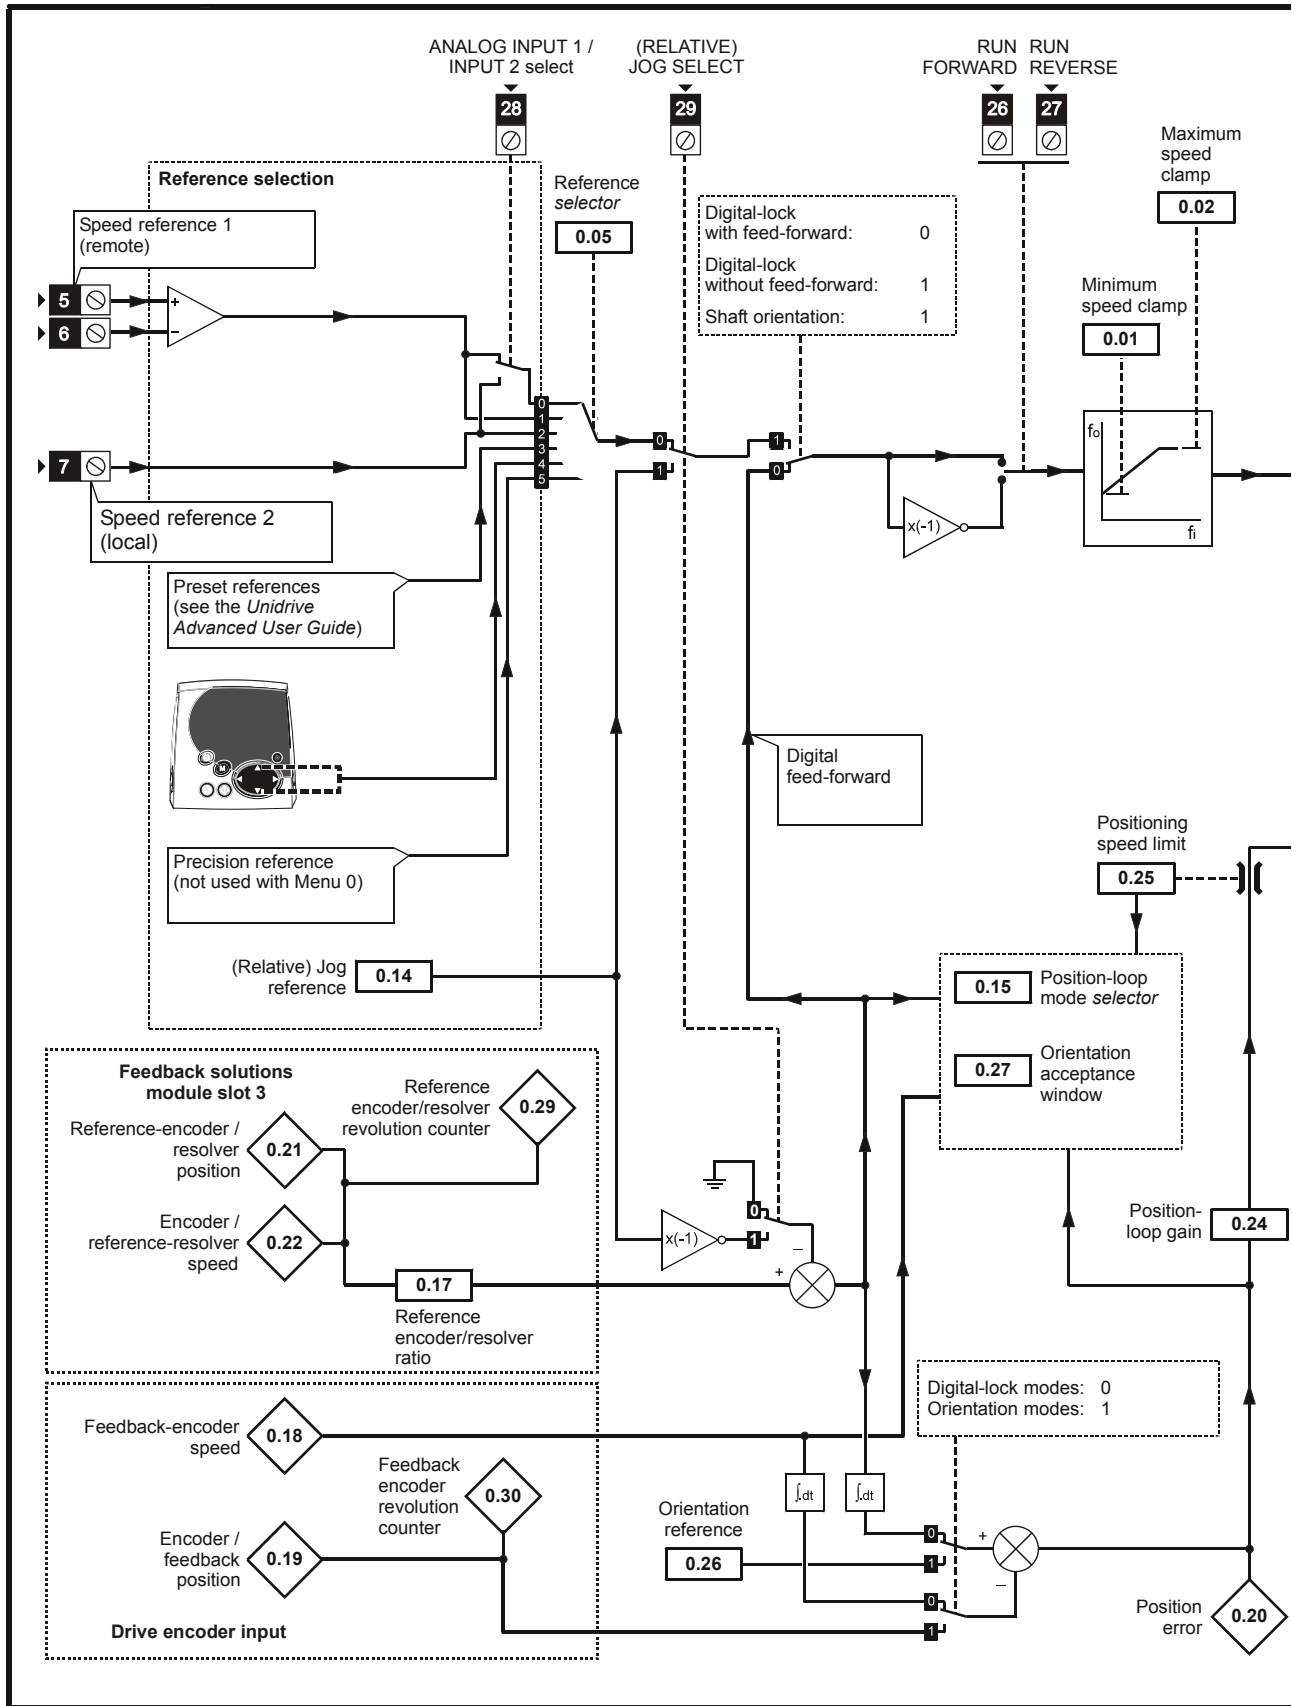 ANALOG INPUT 1 /
INPUT 2 select
28
(RELATIVE)
JOG SELECT
29
RUN
FORWARD
26
RUN
REVERSE
27
Maximum
speed
clamp
0.02
Reference selection
Reference
selector
0.05
Digital-lock
with feed-forward: 0
Digital-lock
without feed-forward: 1
Shaft orientation: 1
Minimum
speed clamp
0.01
Speed reference 1
(remote)
5
6
+
−
0
1
2
3
4
5
0
1
1
0
x(-1)
fo
fi
7
Speed reference 2
(local)
Preset references
(see the Unidrive
Advanced User Guide)
M
Digital
feed-forward
Precision reference
(not used with Menu 0)
Positioning
speed limit
0.25
(Relative) Jog
reference
0.14
0.15
Position-loop
mode selector
0.27
Orientation
acceptance
window
Feedback solutions
module slot 3
Reference
encoder/resolver
revolution counter
0.29
Reference-encoder /
resolver
position
0.21
Encoder /
reference-resolver
speed
0.22
0.17
Reference
encoder/resolver
ratio
x(-1)
0
1
−
+
Position-
loop gain
0.24
Digital-lock modes: 0
Orientation modes: 1
Feedback-encoder
speed
0.18
Feedback
encoder
revolution
counter
0.30
∫.dt
∫.dt
Orientation
reference
0.26
Encoder /
feedback
position
0.19
0
1
0
1
+
−
Position
error
0.20
Drive encoder input